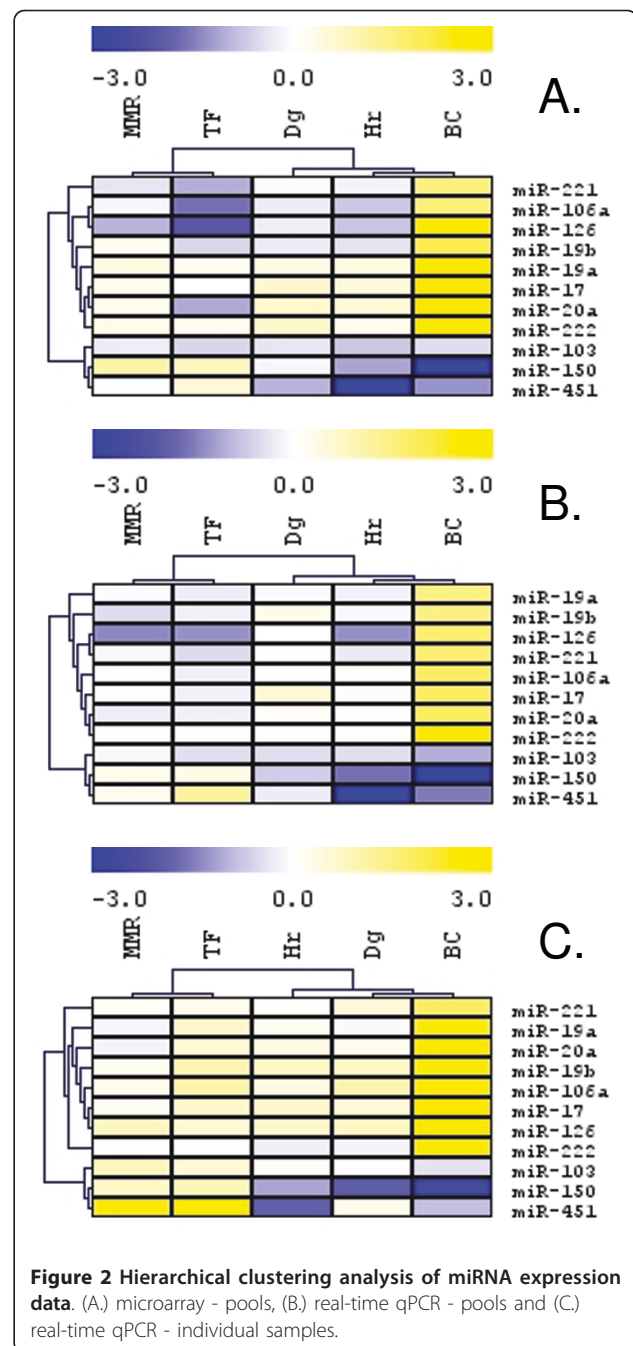 -3.0 0.0 3.0
A.
MMR TF Dg Hr BC
miR-221
miR-106a
miR-126
miR-19b
miR-19a
miR-17
miR-20a
miR-222
miR-103
miR-150
miR-451
-3.0 0.0 3.0
B.
MMR TF Dg Hr BC
miR-19a
miR-19b
miR-126
miR-221
miR-106a
miR-17
miR-20a
miR-222
miR-103
miR-150
miR-451
-3.0 0.0 3.0
C.
MMR TF Hr Dg BC
miR-221
miR-19a
miR-20a
miR-19b
miR-106a
miR-17
miR-126
miR-222
miR-103
miR-150
miR-451
Figure 2 Hierarchical clustering analysis of miRNA expression
data. (A.) microarray - pools, (B.) real-time qPCR - pools and (C.)
real-time qPCR - individual samples.